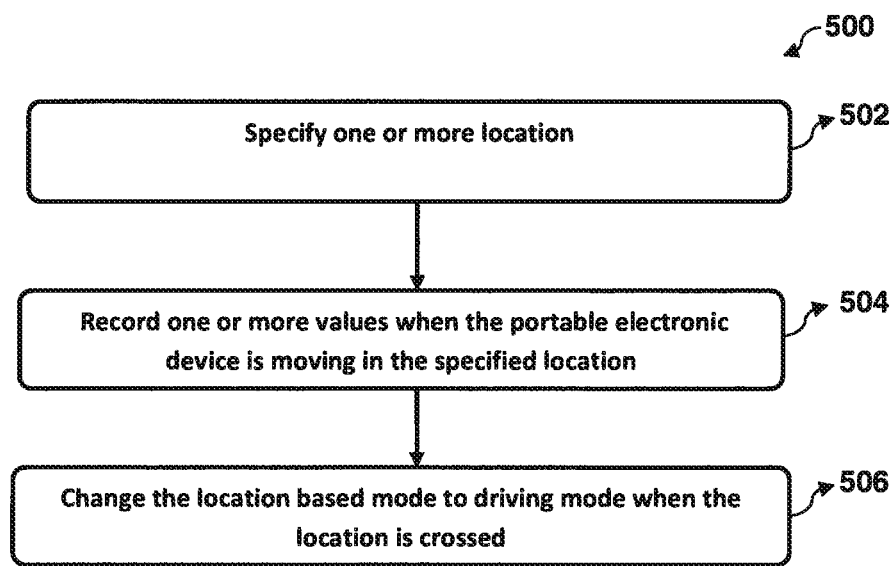 500
502
Specify one or more location
504
Record one or more values when the portable electronic
device is moving in the specified location
506
Change the location based mode to driving mode when the
location is crossed